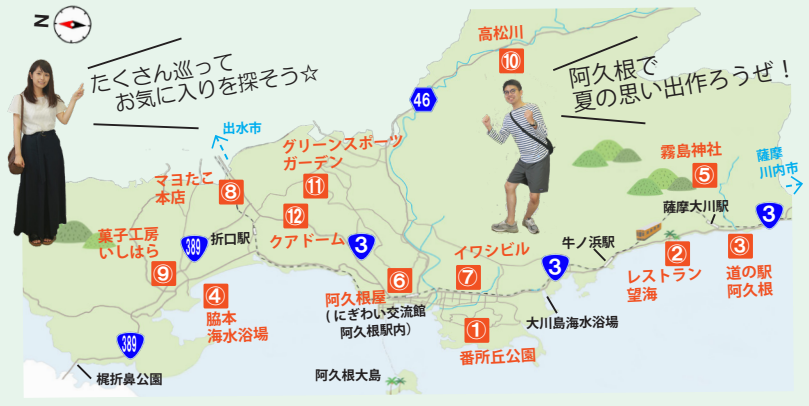 N
たくさん巡って
お気に入りを探そう☆
高松川
⑩
阿久根で
夏の思い出作ろうぜ！
46
出水市
グリーンスポーツ
ガーデン
⑪
霧島神社
⑤
薩摩
川内市
マヨたこ
本店
⑧
⑫
クアドーム
3
薩摩大川駅
3
菓子工房
いしはら
⑨
389
折口駅
イワシビル
⑦
牛ノ浜駅
3
②
レストラン
望海
③
道の駅
阿久根
④
脇本
海水浴場
⑥
阿久根屋
(にぎわい交流館
阿久根駅内)
大川島海水浴場
①
番所丘公園
389
梶折鼻公園
阿久根大島